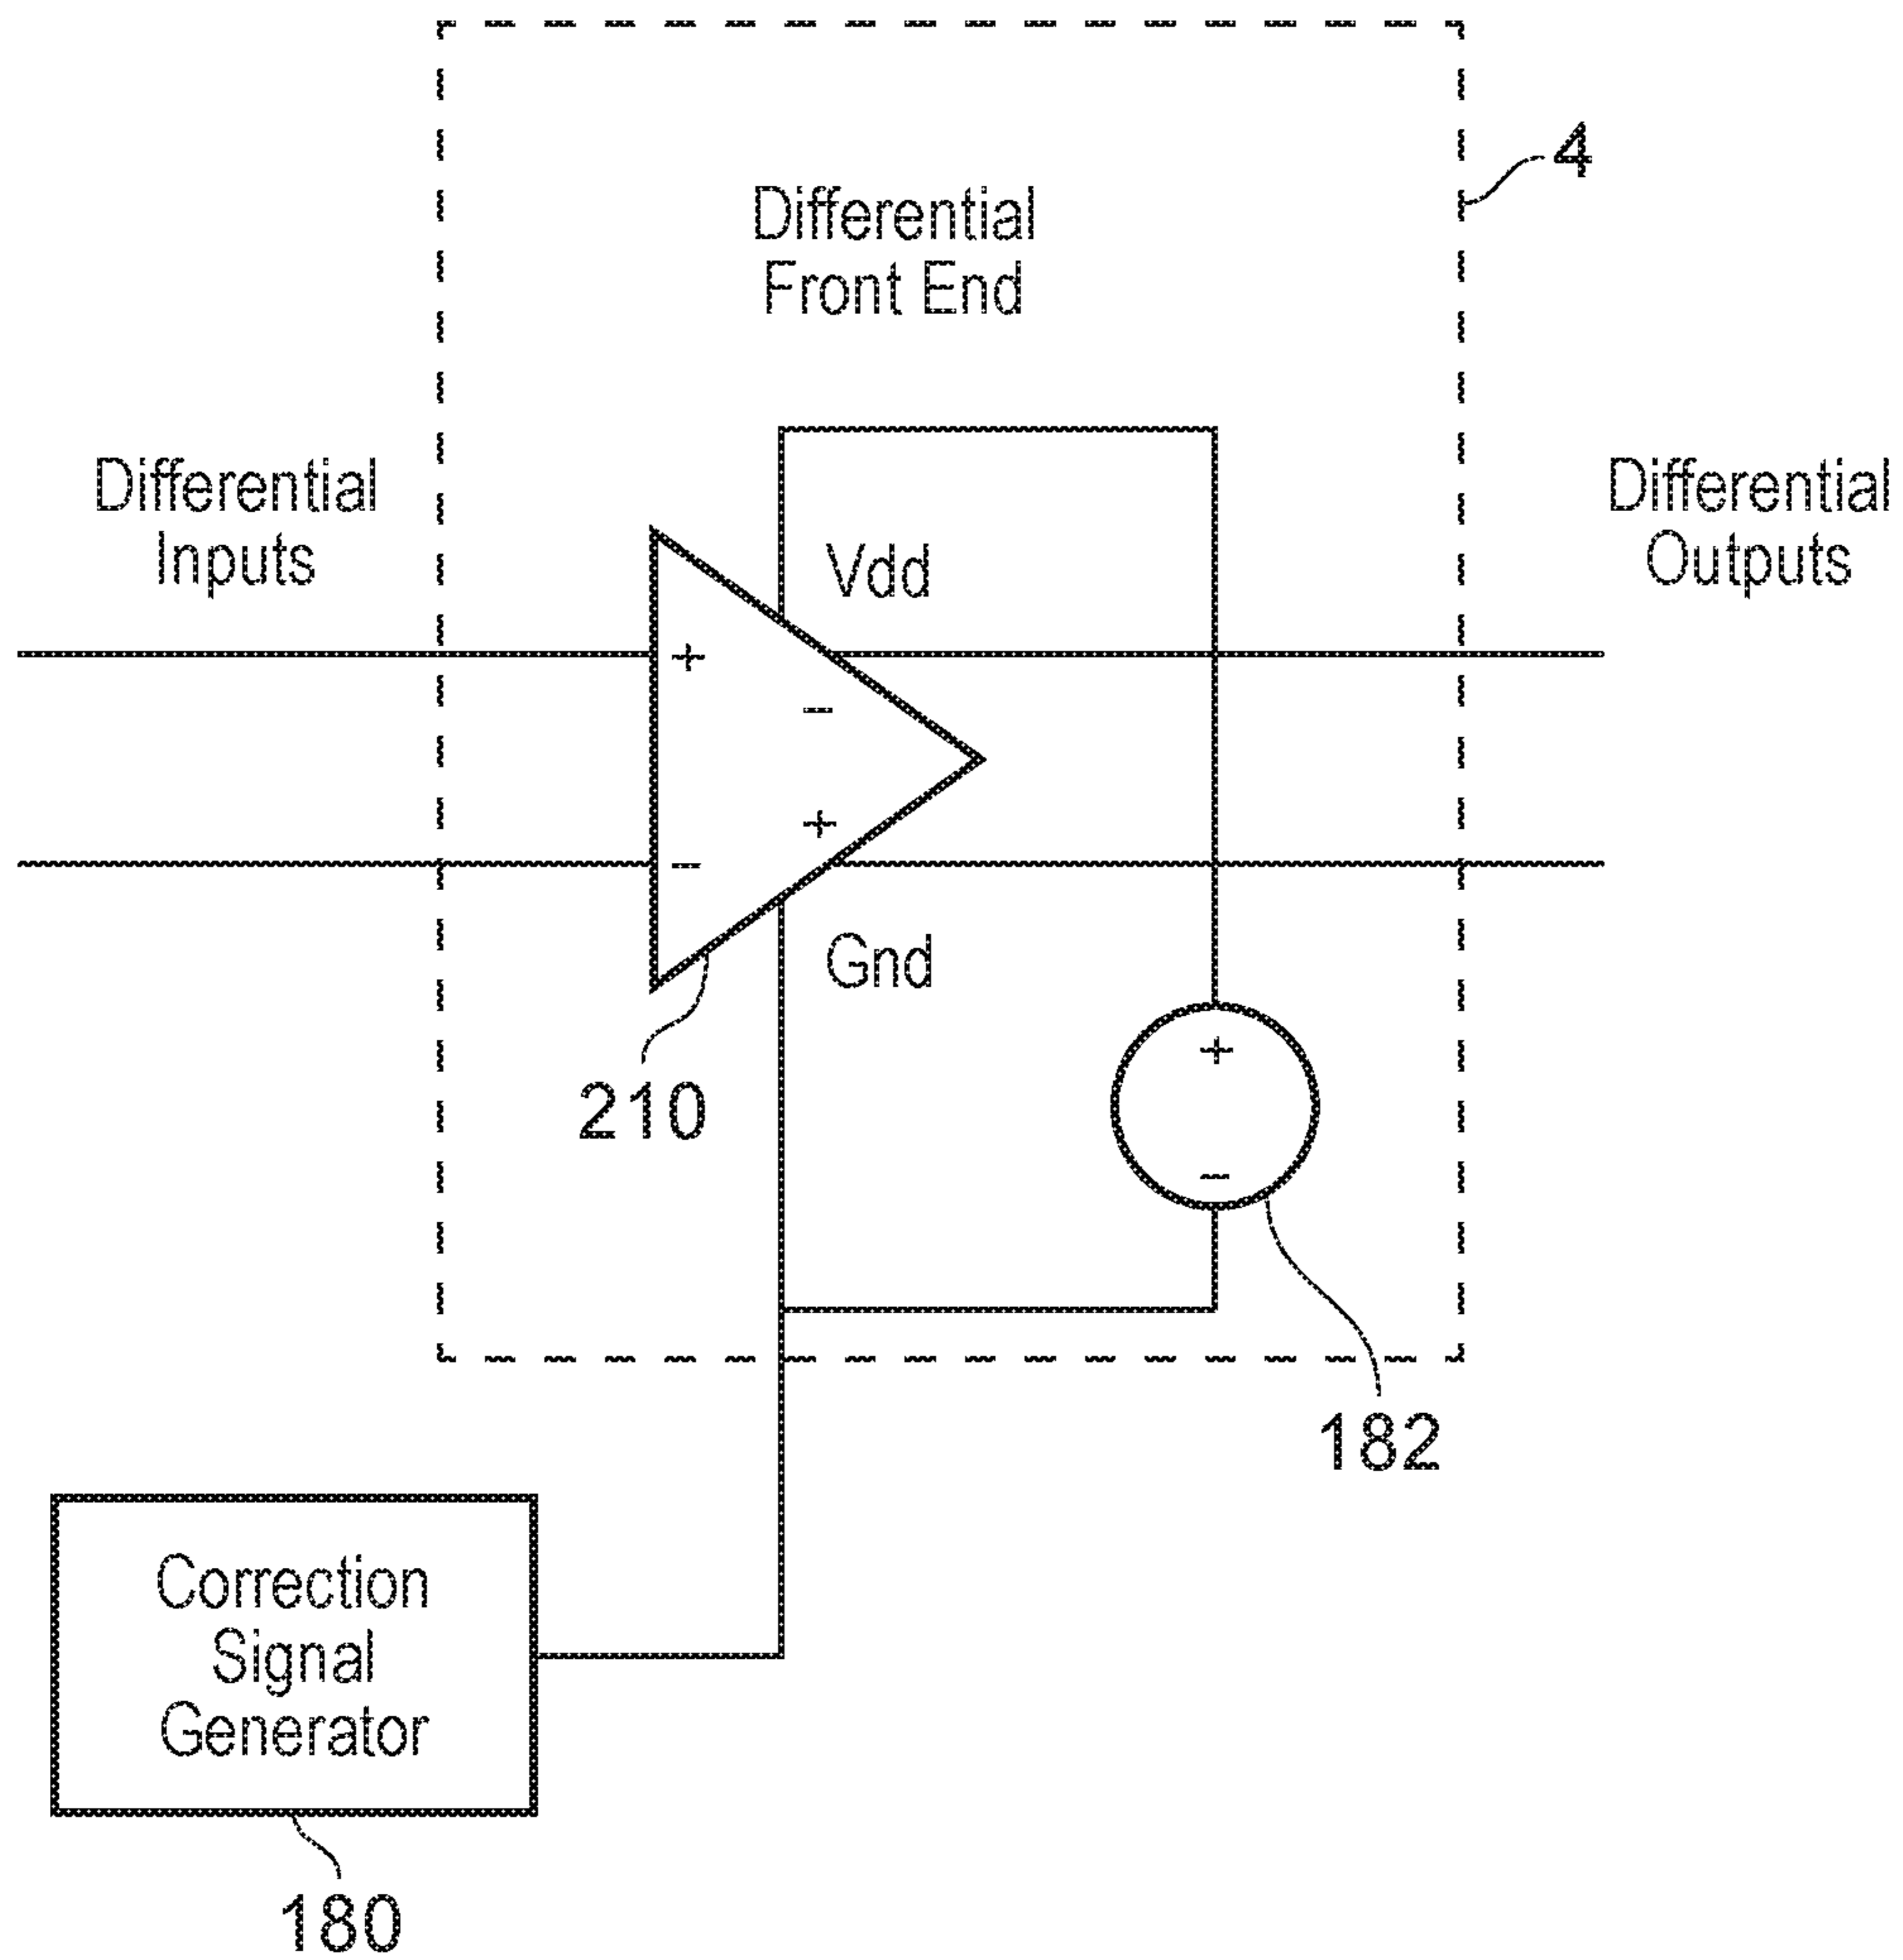 4
Differential
Front End
Differential
Inputs
Vdd
Differential
Outputs
+
−
+
−
Gnd
210
+
−
182
Correction
Signal
Generator
180